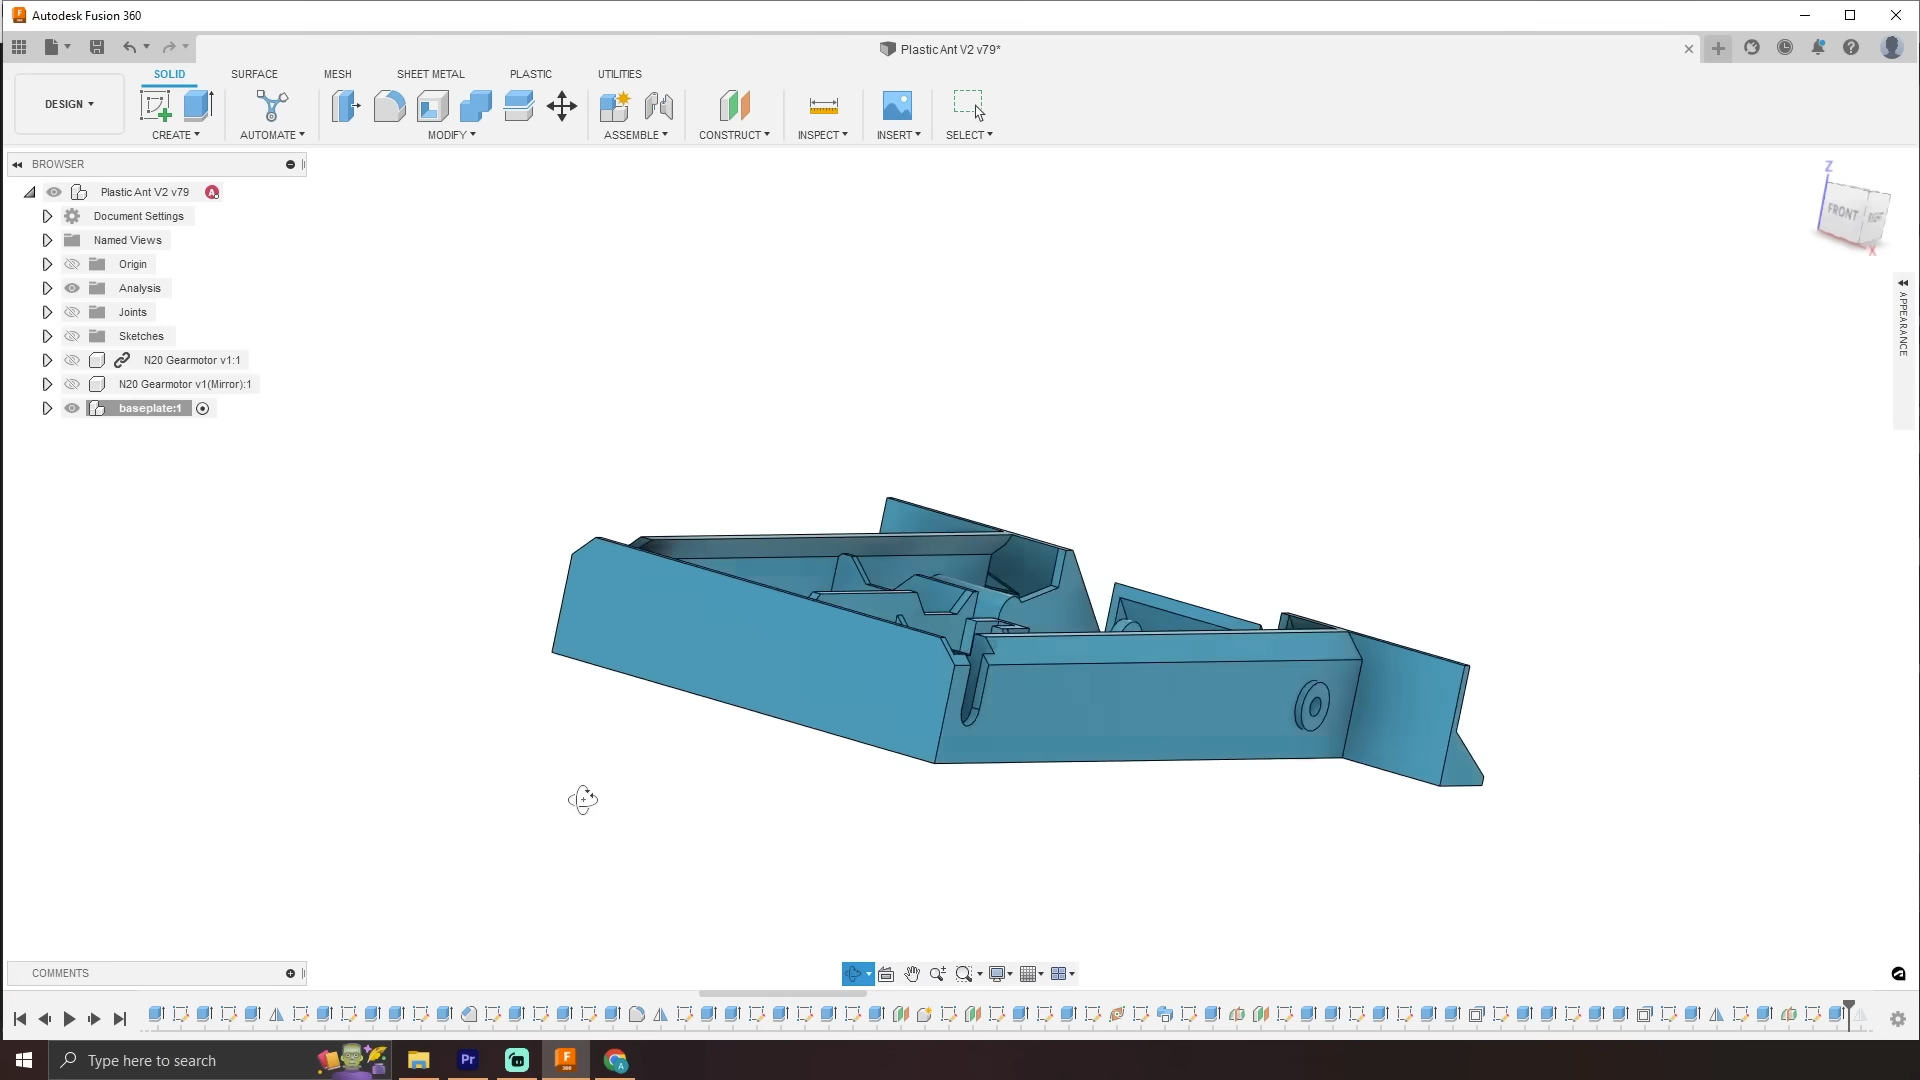 Autodesk Fusion 360
Plastic Ant V2 v79*
SOLID SURFACE MESH SHEET METAL PLASTIC UTILITIES
DESIGN
CREATE AUTOMATE MODIFY ASSEMBLE CONSTRUCT INSPECT INSERT SELECT
BROWSER
Plastic Ant V2 v79
Document Settings
Named Views
Origin
Analysis
Joints
Sketches
N20 Gearmotor v1:1
N20 Gearmotor v1(Mirror):1
baseplate:1
Z
FRONT
X
APPEARANCE
COMMENTS
Type here to search
Pr
F
360